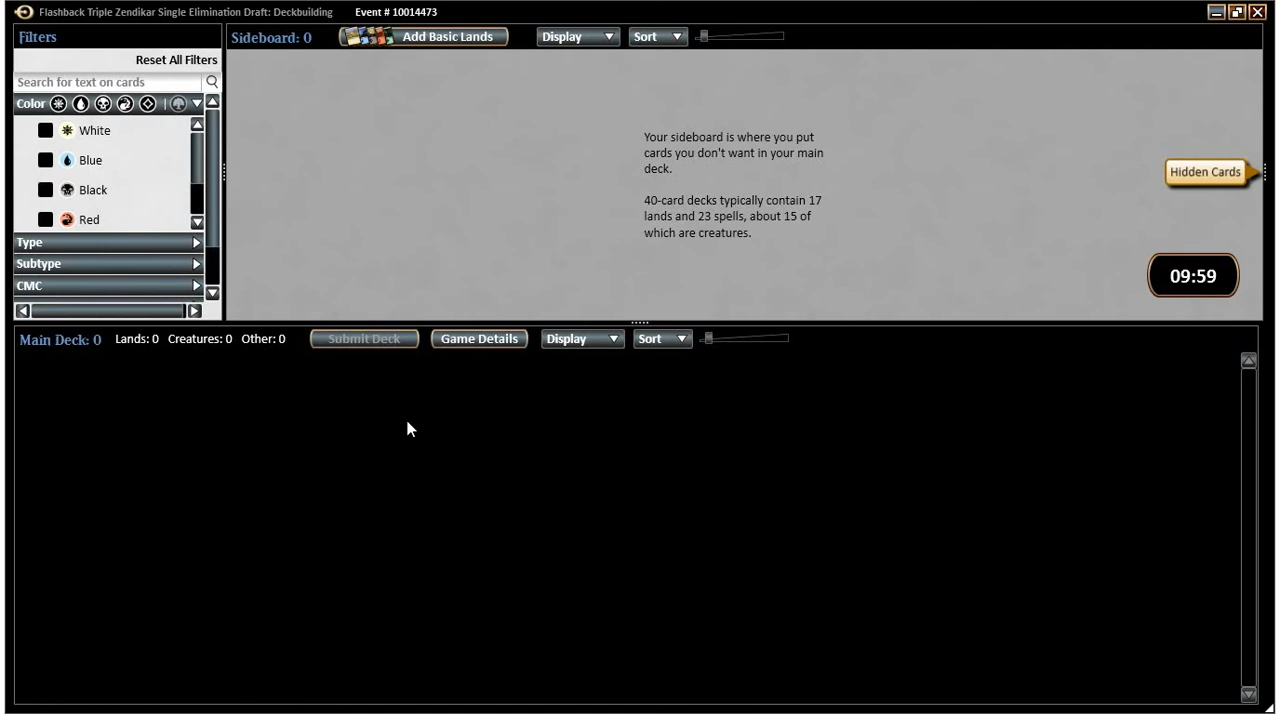 Flashback Triple Zendikar Single Elimination Draft: Deckbuilding Event # 10014473
Filters
Sideboard: 0 Add Basic Lands Display Sort
Reset All Filters
Search for text on cards
Color
White
Blue
Black
Red
Type
Subtype
CMC
Your sideboard is where you put
cards you don't want in your main
deck.
40-card decks typically contain 17
lands and 23 spells, about 15 of
which are creatures.
Hidden Cards
09:59
Main Deck: 0 Lands: 0 Creatures: 0 Other: 0 Submit Deck Game Details Display Sort